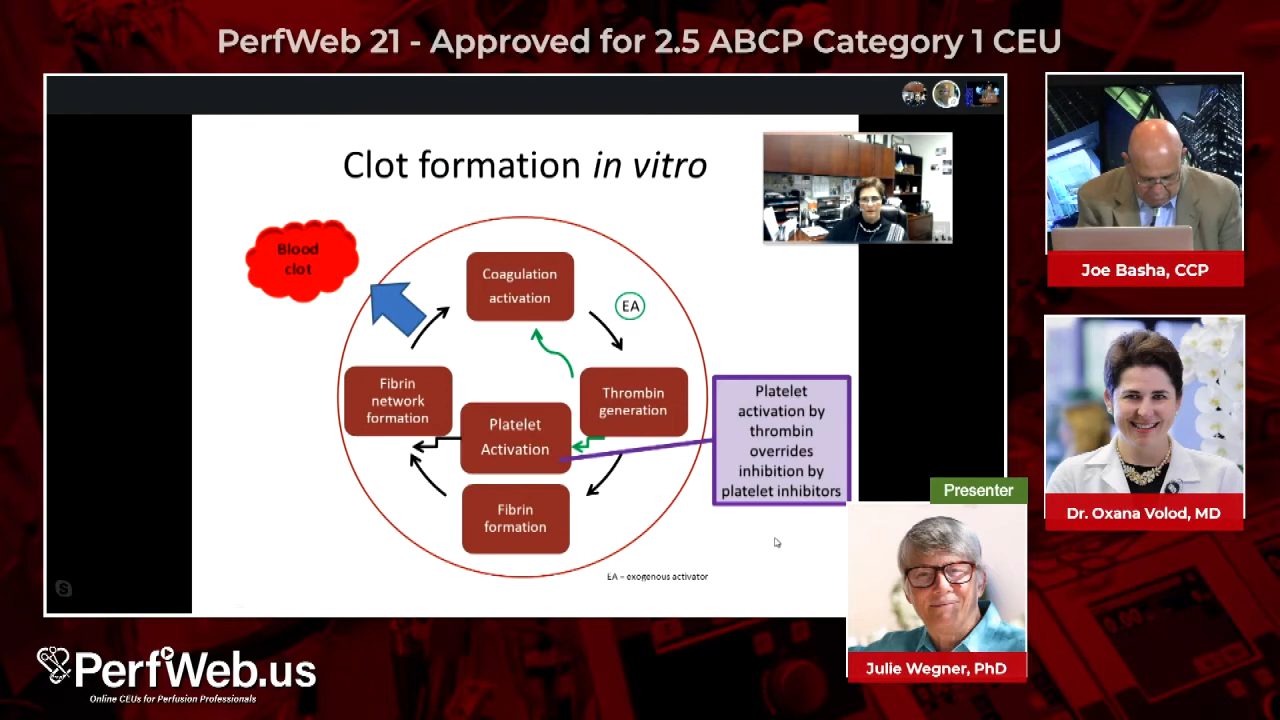 PerfWeb 21 - Approved for 2.5 ABCP Category 1 CEU
Clot formation in vitro
Blood
clot
Coagulation
activation
EA
Fibrin
network
formation
Thrombin
generation
Platelet
Activation
Platelet
activation by
thrombin
overrides
inhibition by
platelet inhibitors
Fibrin
formation
EA – exogenous activator
Joe Basha, CCP
Dr. Oxana Volod, MD
Presenter
Julie Wegner, PhD
PerfWeb.us
Online CEUs for Perfusion Professionals